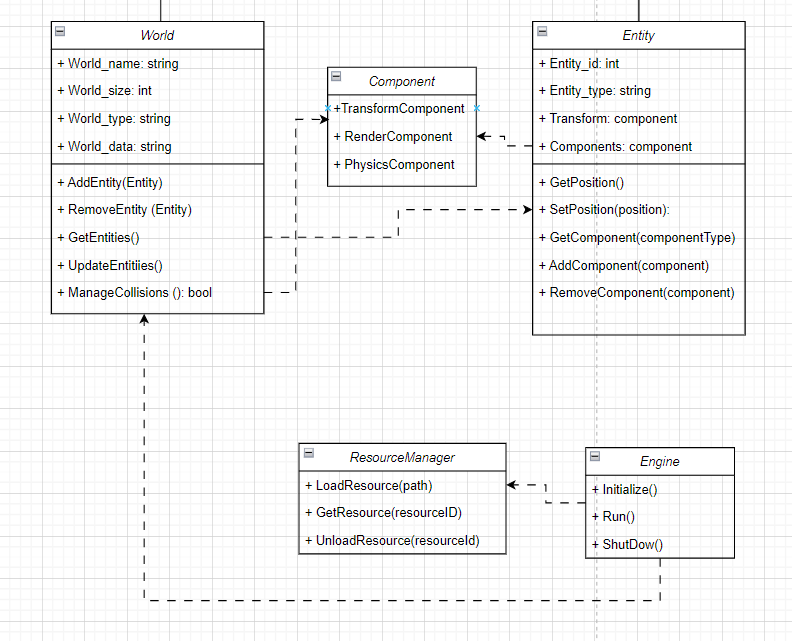 World
+ World_name: string
+ World_size: int
+ World_type: string
+ World_data: string
+ AddEntity(Entity)
+ RemoveEntity (Entity)
+ GetEntities()
+ UpdateEntitiies()
+ ManageCollisions (): bool
Component
+TransformComponent
+ RenderComponent
+ PhysicsComponent
Entity
+ Entity_id: int
+ Entity_type: string
+ Transform: component
+ Components: component
+ GetPosition()
+ SetPosition(position):
+ GetComponent(componentType)
+ AddComponent(component)
+ RemoveComponent(component)
ResourceManager
+ LoadResource(path)
+ GetResource(resourceID)
+ UnloadResource(resourceId)
Engine
+ Initialize()
+ Run()
+ ShutDow()